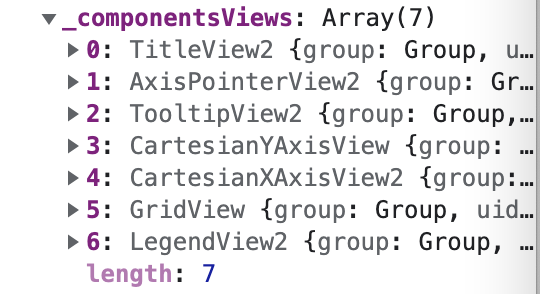 _componentsViews: Array(7)
0: TitleView2 {group: Group, u…
1: AxisPointerView2 {group: Gr…
2: TooltipView2 {group: Group,…
3: CartesianYAxisView {group: …
4: CartesianXAxisView2 {group:…
5: GridView {group: Group, uid…
6: LegendView2 {group: Group, …
length: 7